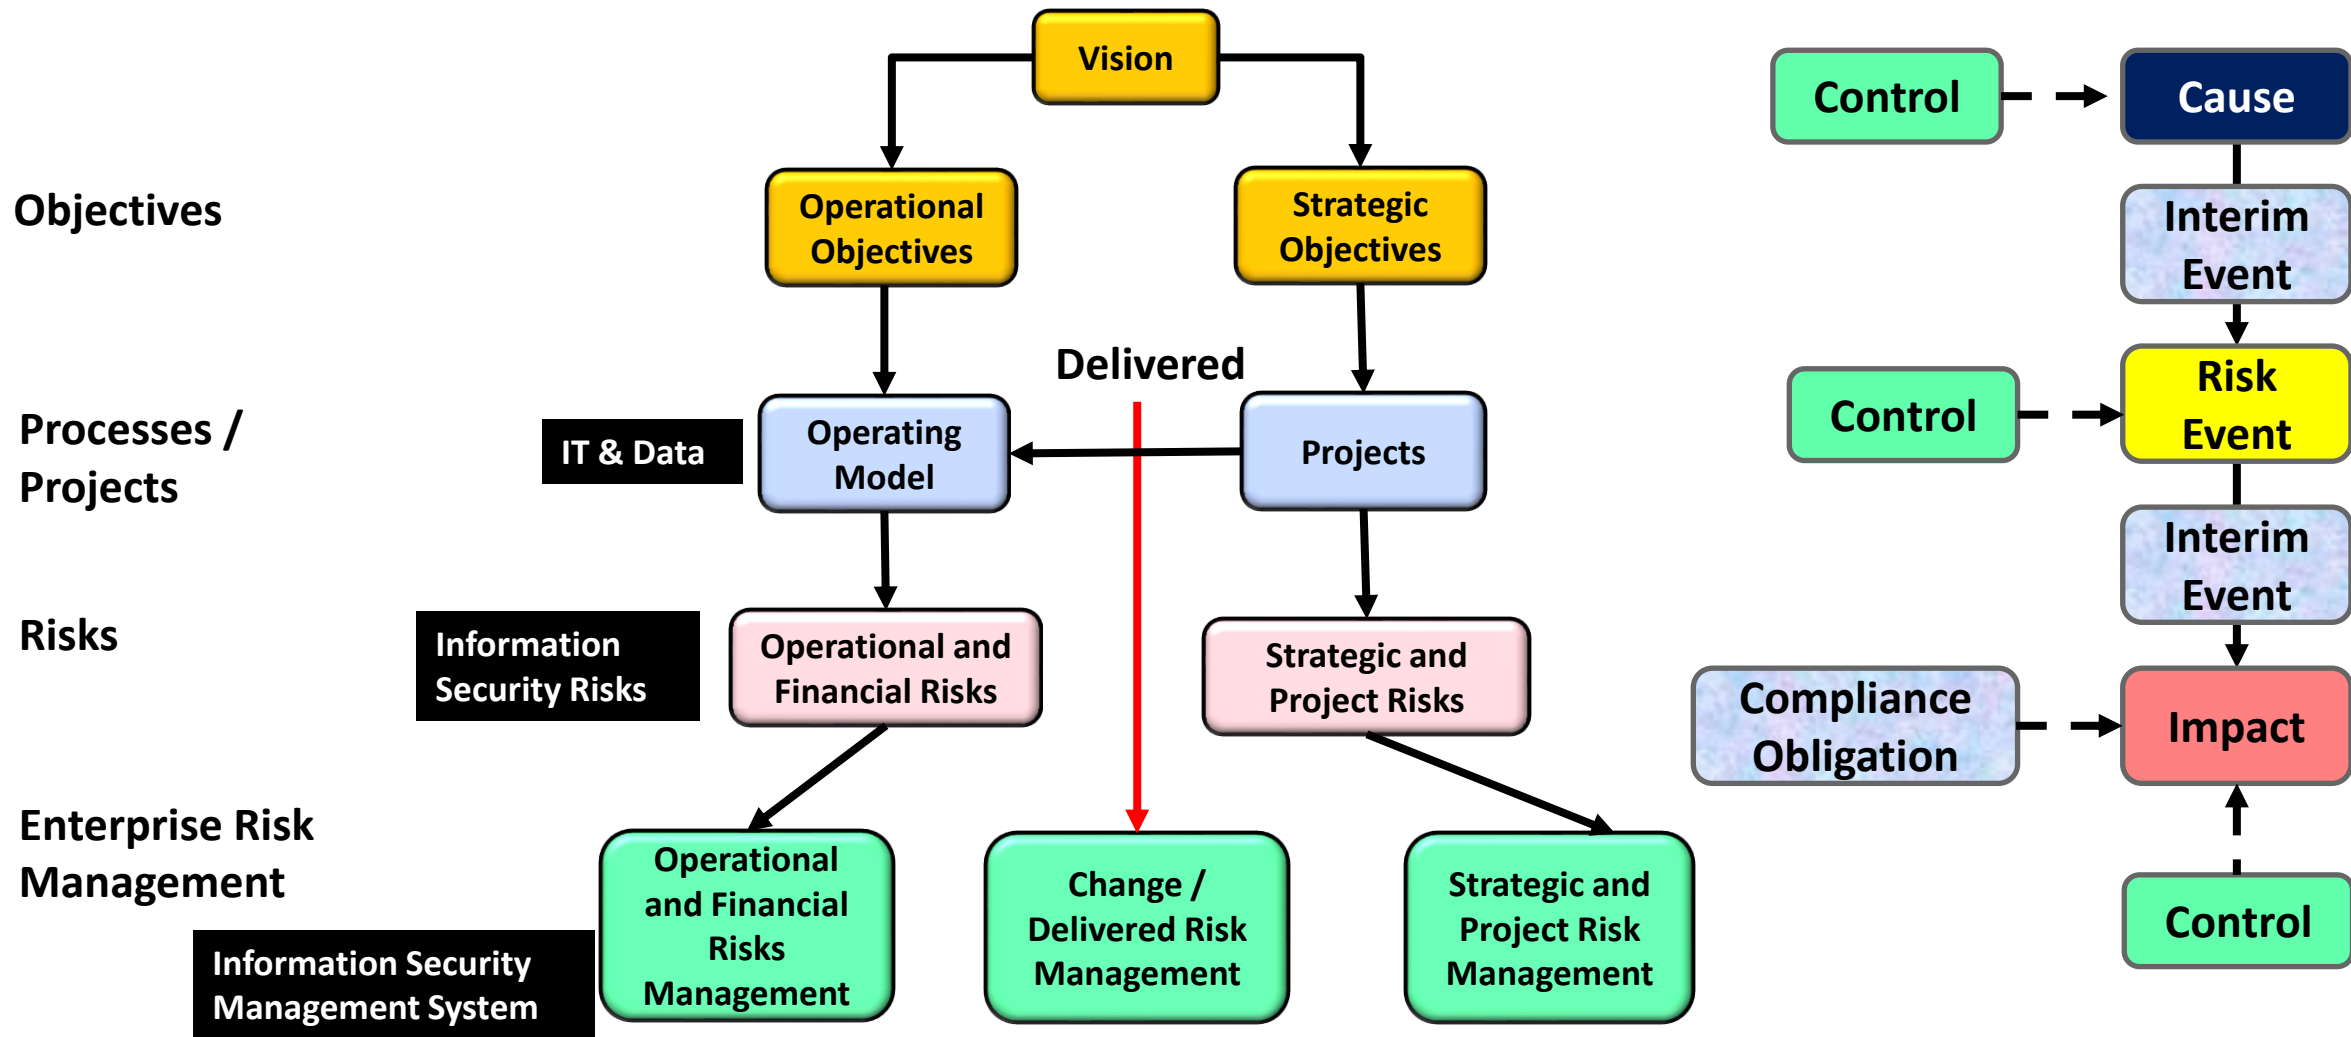 Vision
Objectives
Operational
Objectives
Strategic
Objectives
Delivered
Processes /
Projects
IT & Data
Operating
Model
Projects
Risks
Information
Security Risks
Operational and
Financial Risks
Strategic and
Project Risks
Enterprise Risk
Management
Information Security
Management System
Operational
and Financial
Risks
Management
Change /
Delivered Risk
Management
Strategic and
Project Risk
Management
Control
Cause
Interim
Event
Control
Risk
Event
Interim
Event
Compliance
Obligation
Impact
Control